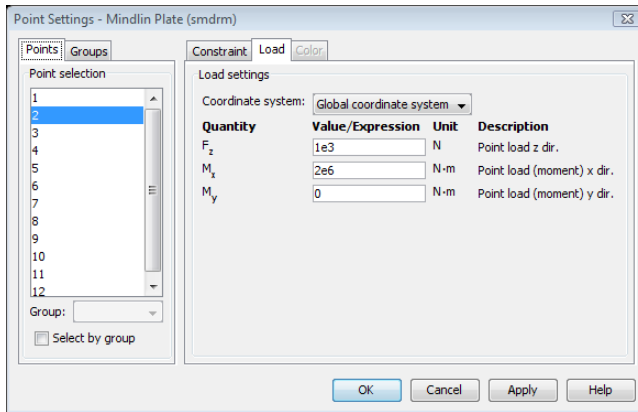 Point Settings - Mindlin Plate (smdrm)
Points Groups
Constraint Load Color
Point selection
1
2
3
4
5
6
7
8
9
10
11
12
Group:
Select by group
Load settings
Coordinate system: Global coordinate system
Quantity Value/Expression Unit Description
Fz 1e3 N Point load z dir.
Mx 2e6 N·m Point load (moment) x dir.
My 0 N·m Point load (moment) y dir.
OK Cancel Apply Help